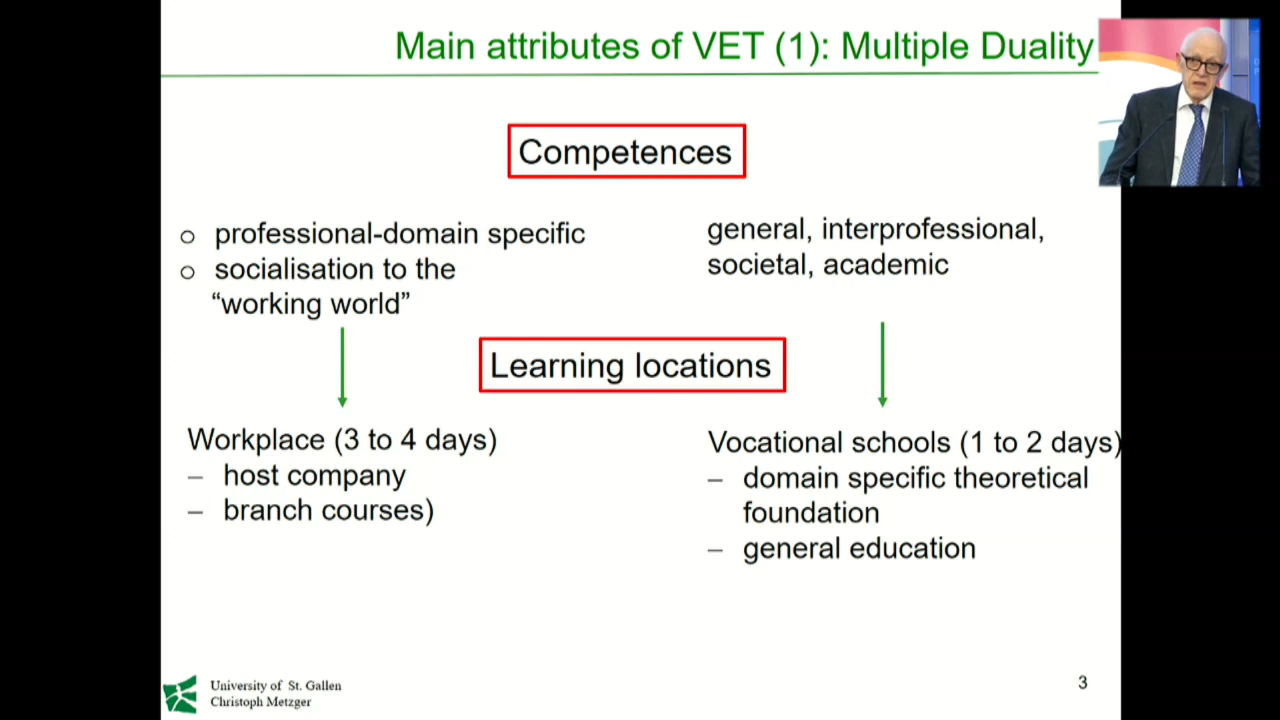 Main attributes of VET (1): Multiple Duality
Competences
o professional-domain specific
o socialisation to the
“working world”
general, interprofessional,
societal, academic
Learning locations
Workplace (3 to 4 days)
– host company
– branch courses)
Vocational schools (1 to 2 days)
– domain specific theoretical
foundation
– general education
University of St. Gallen
Christoph Metzger
3